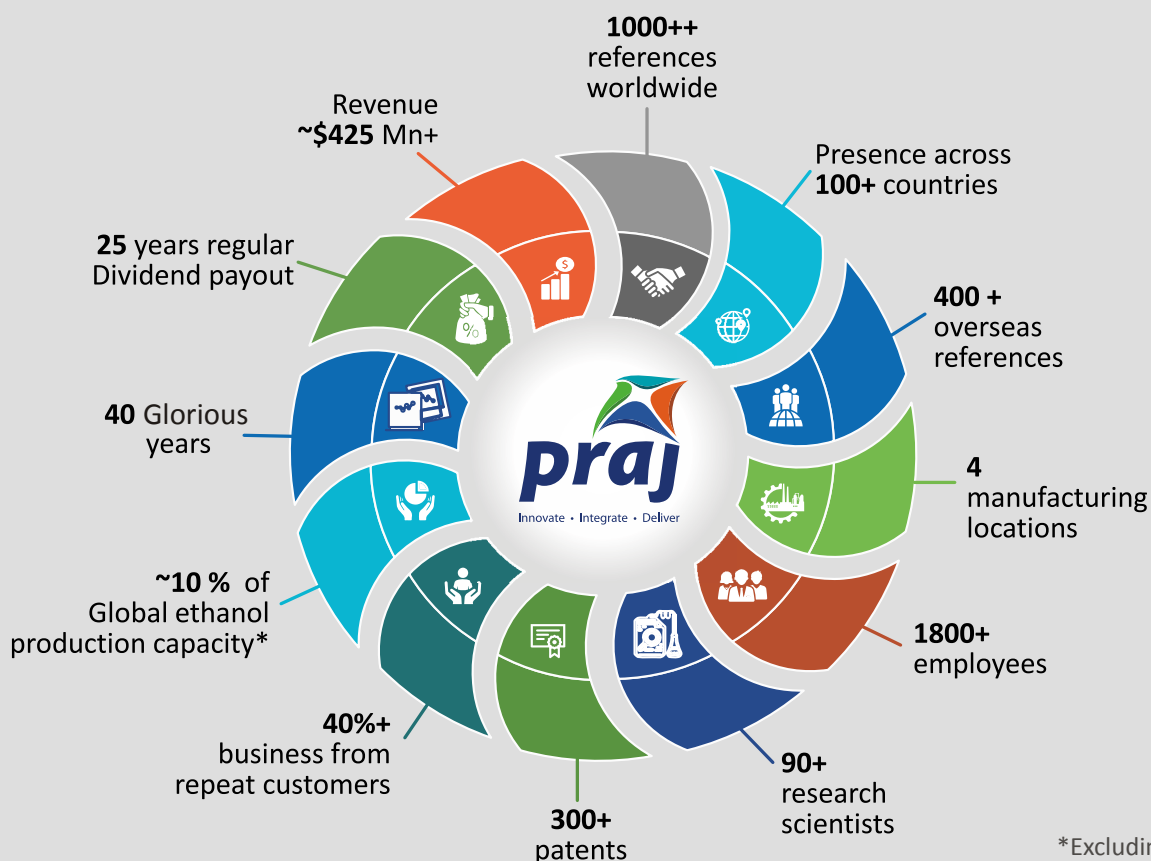 1000++
references
worldwide
Presence across
100+ countries
400 +
overseas
references
4
manufacturing
locations
1800+
employees
90+
research
scientists
300+
patents
40%+
business from
repeat customers
~10 % of
Global ethanol
production capacity*
40 Glorious
years
25 years regular
Dividend payout
Revenue
~$425 Mn+
$
%
praj
Innovate • Integrate • Deliver